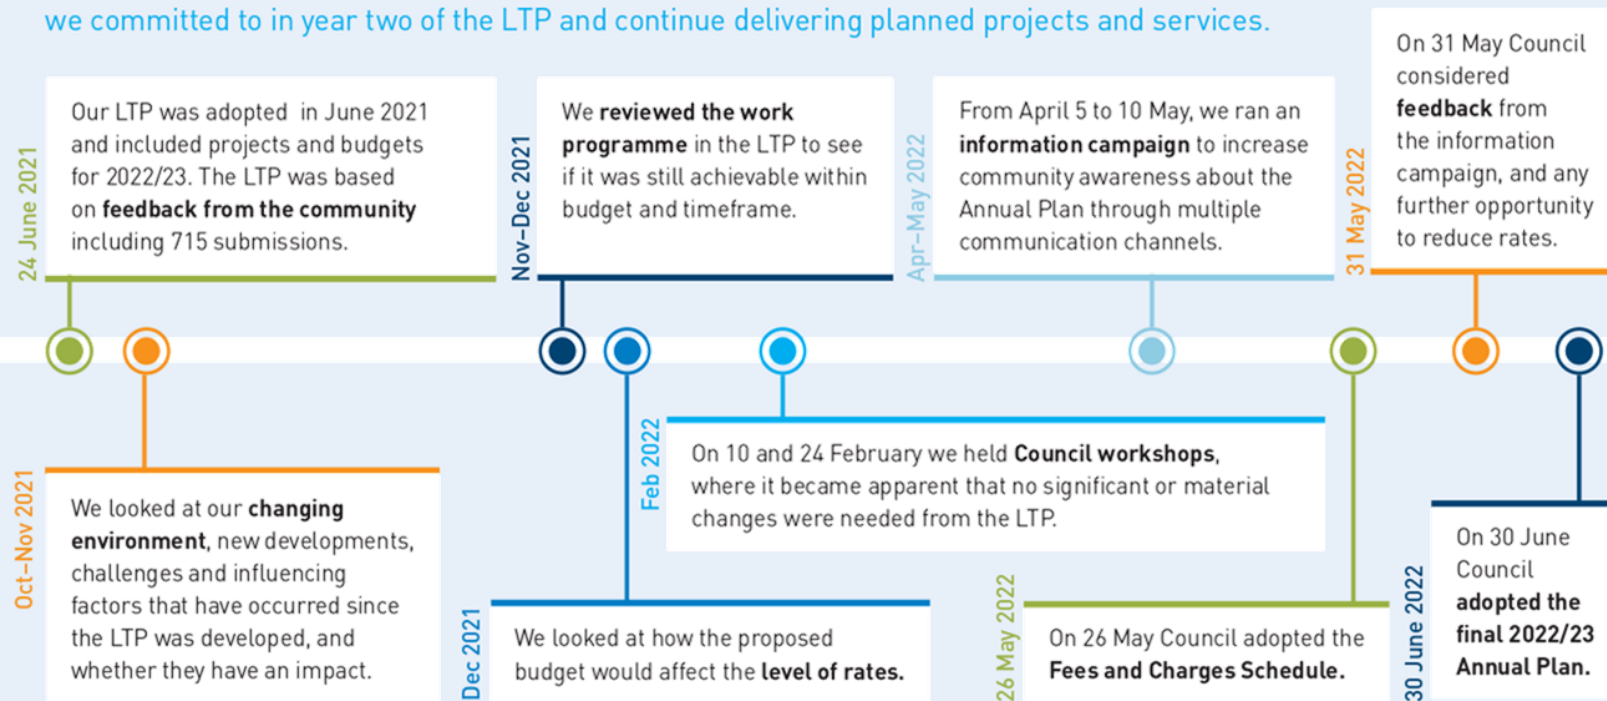 we committed to in year two of the LTP and continue delivering planned projects and services.
24 June 2021
Our LTP was adopted in June 2021
and included projects and budgets
for 2022/23. The LTP was based
on feedback from the community
including 715 submissions.
Oct–Nov 2021
We looked at our changing
environment, new developments,
challenges and influencing
factors that have occurred since
the LTP was developed, and
whether they have an impact.
Nov–Dec 2021
We reviewed the work
programme in the LTP to see
if it was still achievable within
budget and timeframe.
Dec 2021
We looked at how the proposed
budget would affect the level of rates.
Feb 2022
On 10 and 24 February we held Council workshops,
where it became apparent that no significant or material
changes were needed from the LTP.
Apr–May 2022
From April 5 to 10 May, we ran an
information campaign to increase
community awareness about the
Annual Plan through multiple
communication channels.
26 May 2022
On 26 May Council adopted the
Fees and Charges Schedule.
31 May 2022
On 31 May Council
considered
feedback from
the information
campaign, and any
further opportunity
to reduce rates.
30 June 2022
On 30 June
Council
adopted the
final 2022/23
Annual Plan.